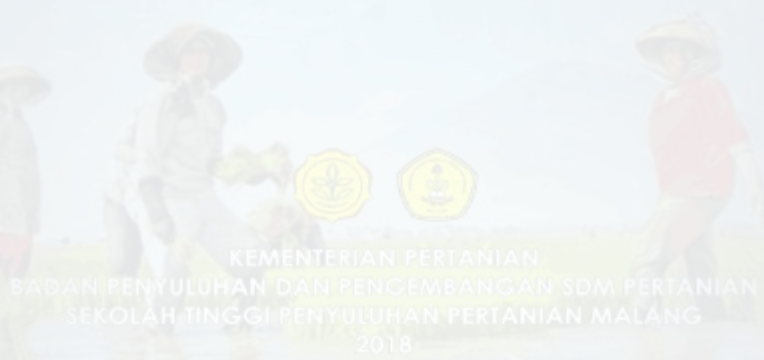 KEMENTERIAN PERTANIAN
BADAN PENYULUHAN DAN PENGEMBANGAN SDM PERTANIAN
SEKOLAH TINGGI PENYULUHAN PERTANIAN MALANG
2018